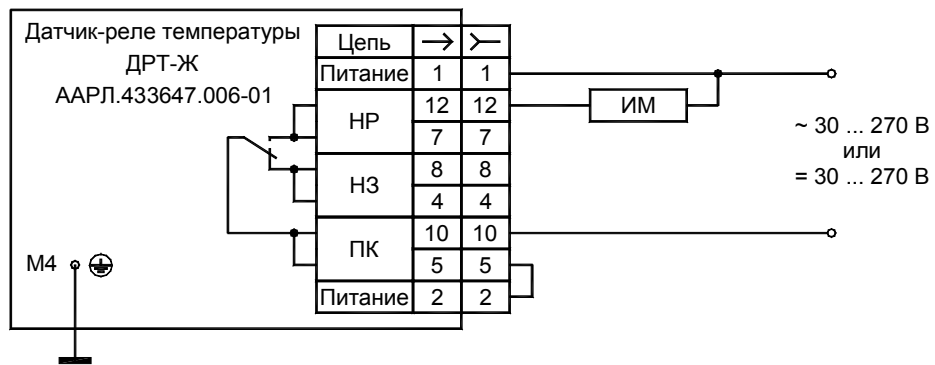 Датчик-реле температуры
ДРТ-Ж
ААРЛ.433647.006-01
Цепь
Питание 1 1
НР 12 12
7 7
НЗ 8 8
4 4
ПК 10 10
5 5
Питание 2 2
ИМ
~ 30 ... 270 В
или
= 30 ... 270 В
М4